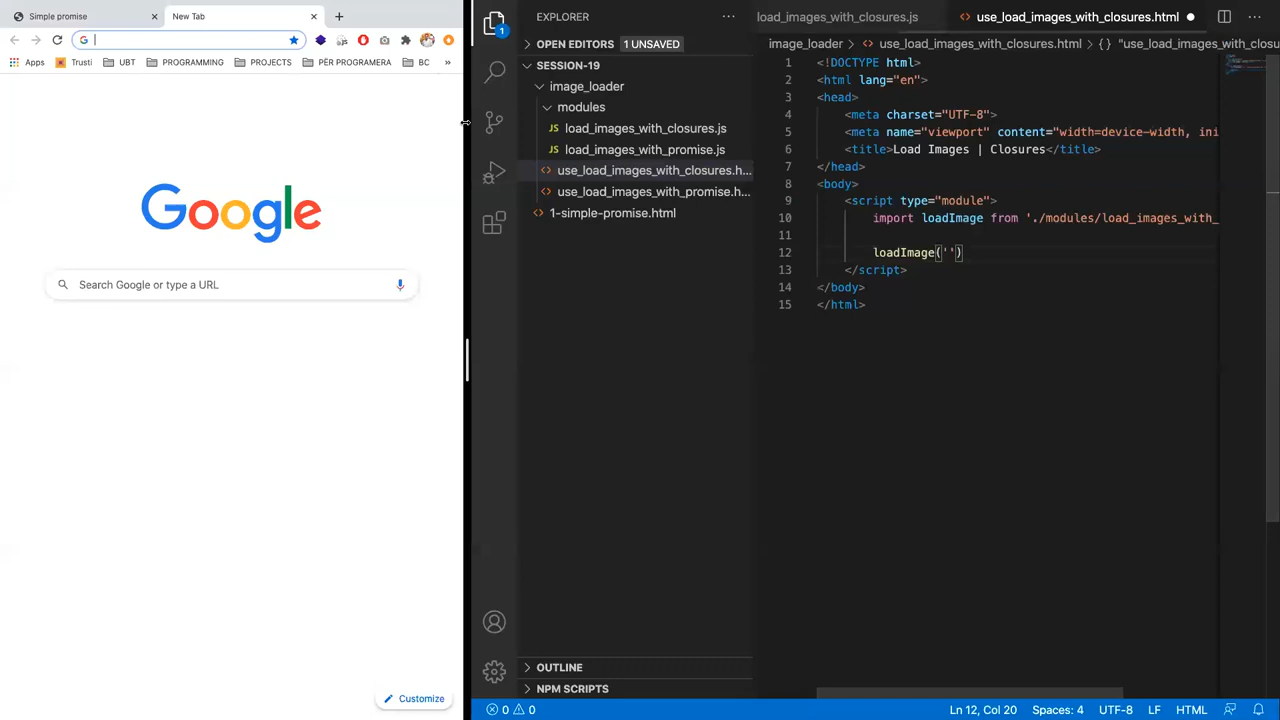 Simple promise
New Tab
Apps
Trusti
UBT
PROGRAMMING
PROJECTS
PËR PROGRAMERA
BC
»
Google
Search Google or type a URL
Customize
1
EXPLORER
OPEN EDITORS 1 UNSAVED
SESSION-19
image_loader
modules
JS load_images_with_closures.js
JS load_images_with_promise.js
<> use_load_images_with_closures.h...
<> use_load_images_with_promise.h...
<> 1-simple-promise.html
OUTLINE
NPM SCRIPTS
load_images_with_closures.js
<> use_load_images_with_closures.html
image_loader > <> use_load_images_with_closures.html > {} "use_load_images_with_closu
1 <!DOCTYPE html>
2 <html lang="en">
3 <head>
4 <meta charset="UTF-8">
5 <meta name="viewport" content="width=device-width, ini
6 <title>Load Images | Closures</title>
7 </head>
8 <body>
9 <script type="module">
10 import loadImage from './modules/load_images_with_
11
12 loadImage('')
13 </script>
14 </body>
15 </html>
0 0
Ln 12, Col 20 Spaces: 4 UTF-8 LF HTML